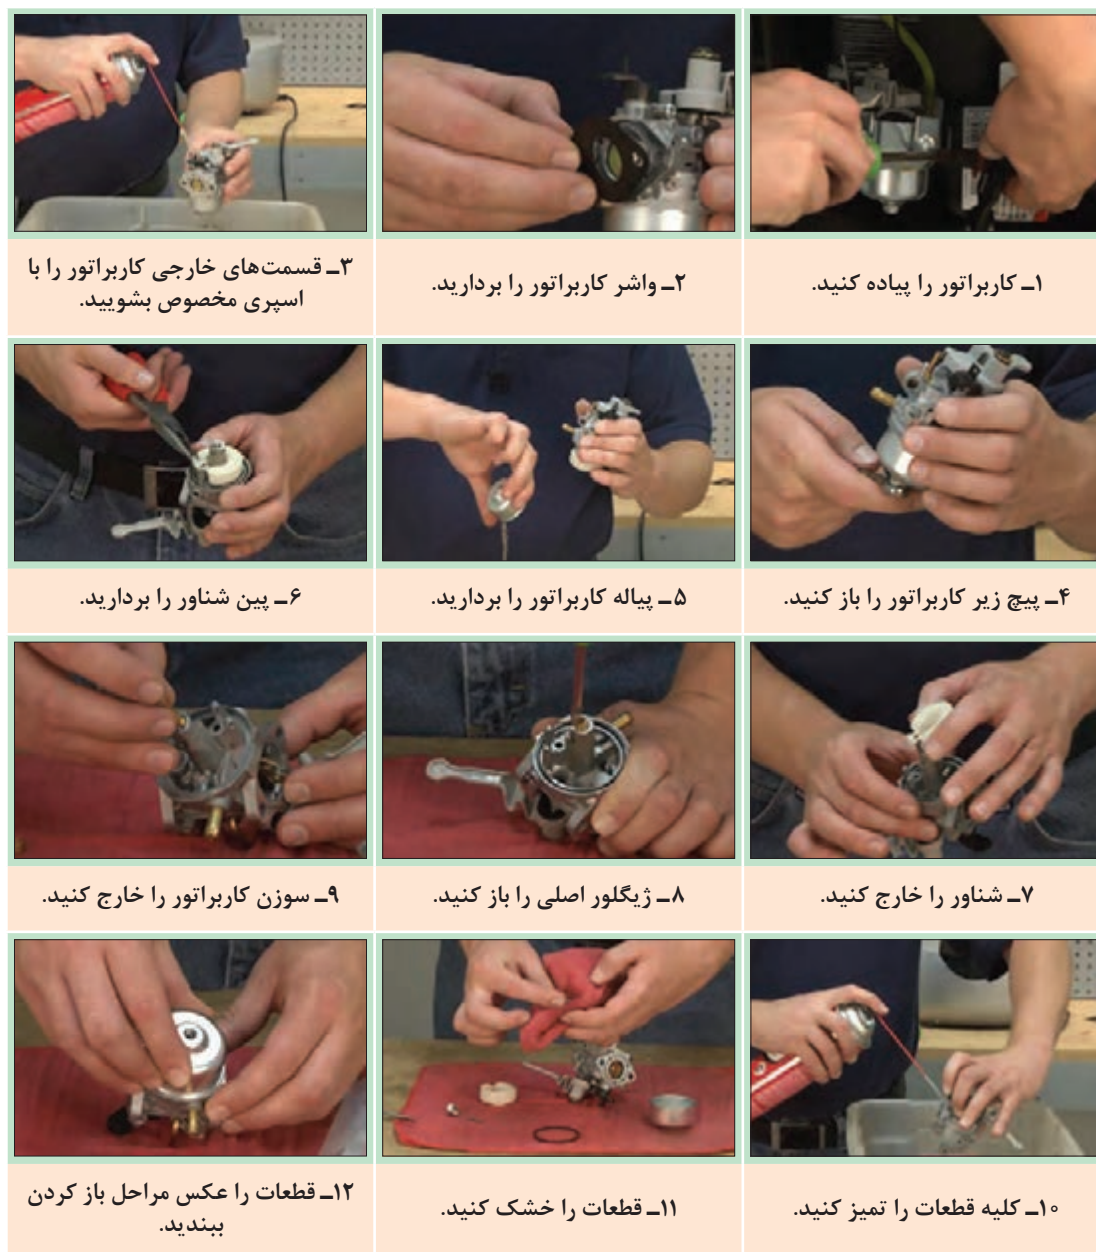 ۱ـ کاربراتور را پیاده کنید.
۲ـ واشر کاربراتور را بردارید.
۳ـ قسمت‌های خارجی کاربراتور را با
اسپری مخصوص بشویید.
۴ـ پیچ زیر کاربراتور را باز کنید.
۵ـ پیاله کاربراتور را بردارید.
۶ـ پین شناور را بردارید.
۷ـ شناور را خارج کنید.
۸ـ ژیگلور اصلی را باز کنید.
۹ـ سوزن کاربراتور را خارج کنید.
۱۰ـ کلیه قطعات را تمیز کنید.
۱۱ـ قطعات را خشک کنید.
۱۲ـ قطعات را عکس مراحل باز کردن
ببندید.